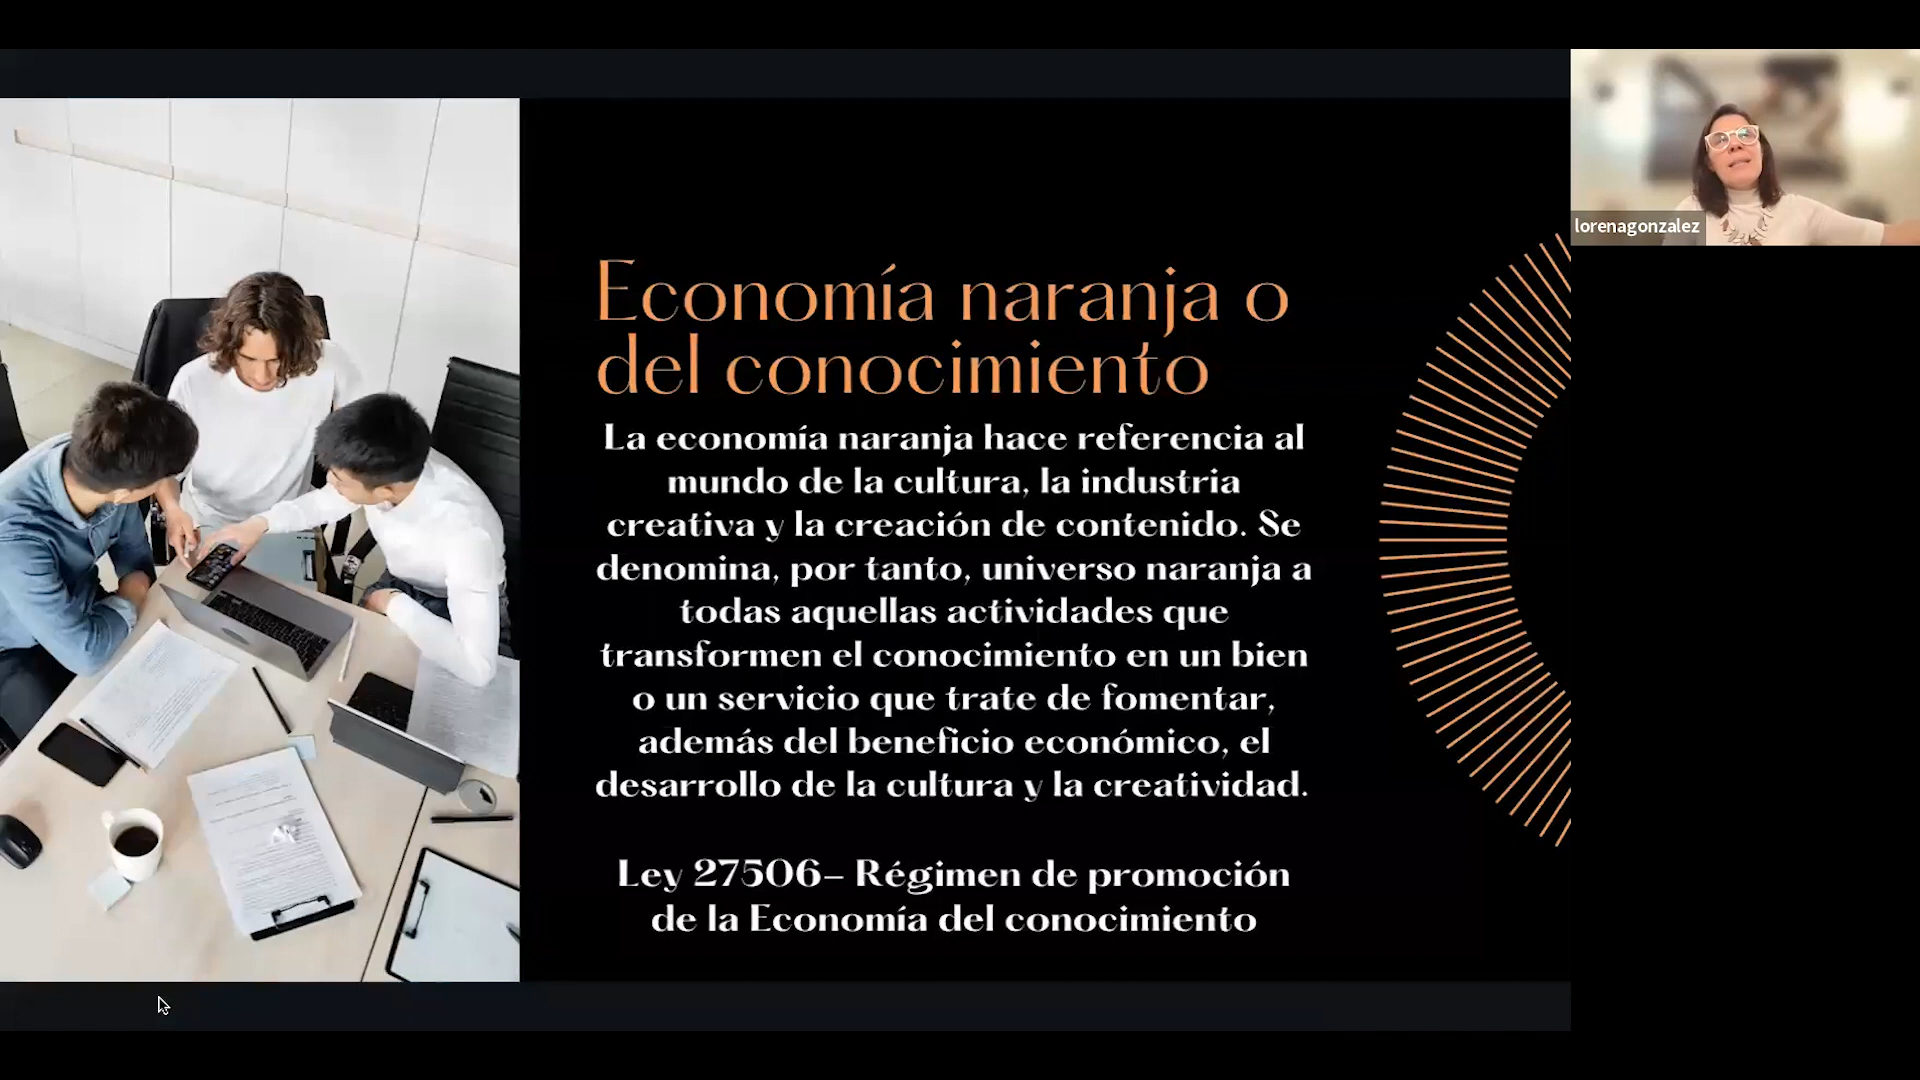 Economía naranja o
del conocimiento
La economía naranja hace referencia al
mundo de la cultura, la industria
creativa y la creación de contenido. Se
denomina, por tanto, universo naranja a
todas aquellas actividades que
transformen el conocimiento en un bien
o un servicio que trate de fomentar,
además del beneficio económico, el
desarrollo de la cultura y la creatividad.
Ley 27506– Régimen de promoción
de la Economía del conocimiento
lorenagonzalez